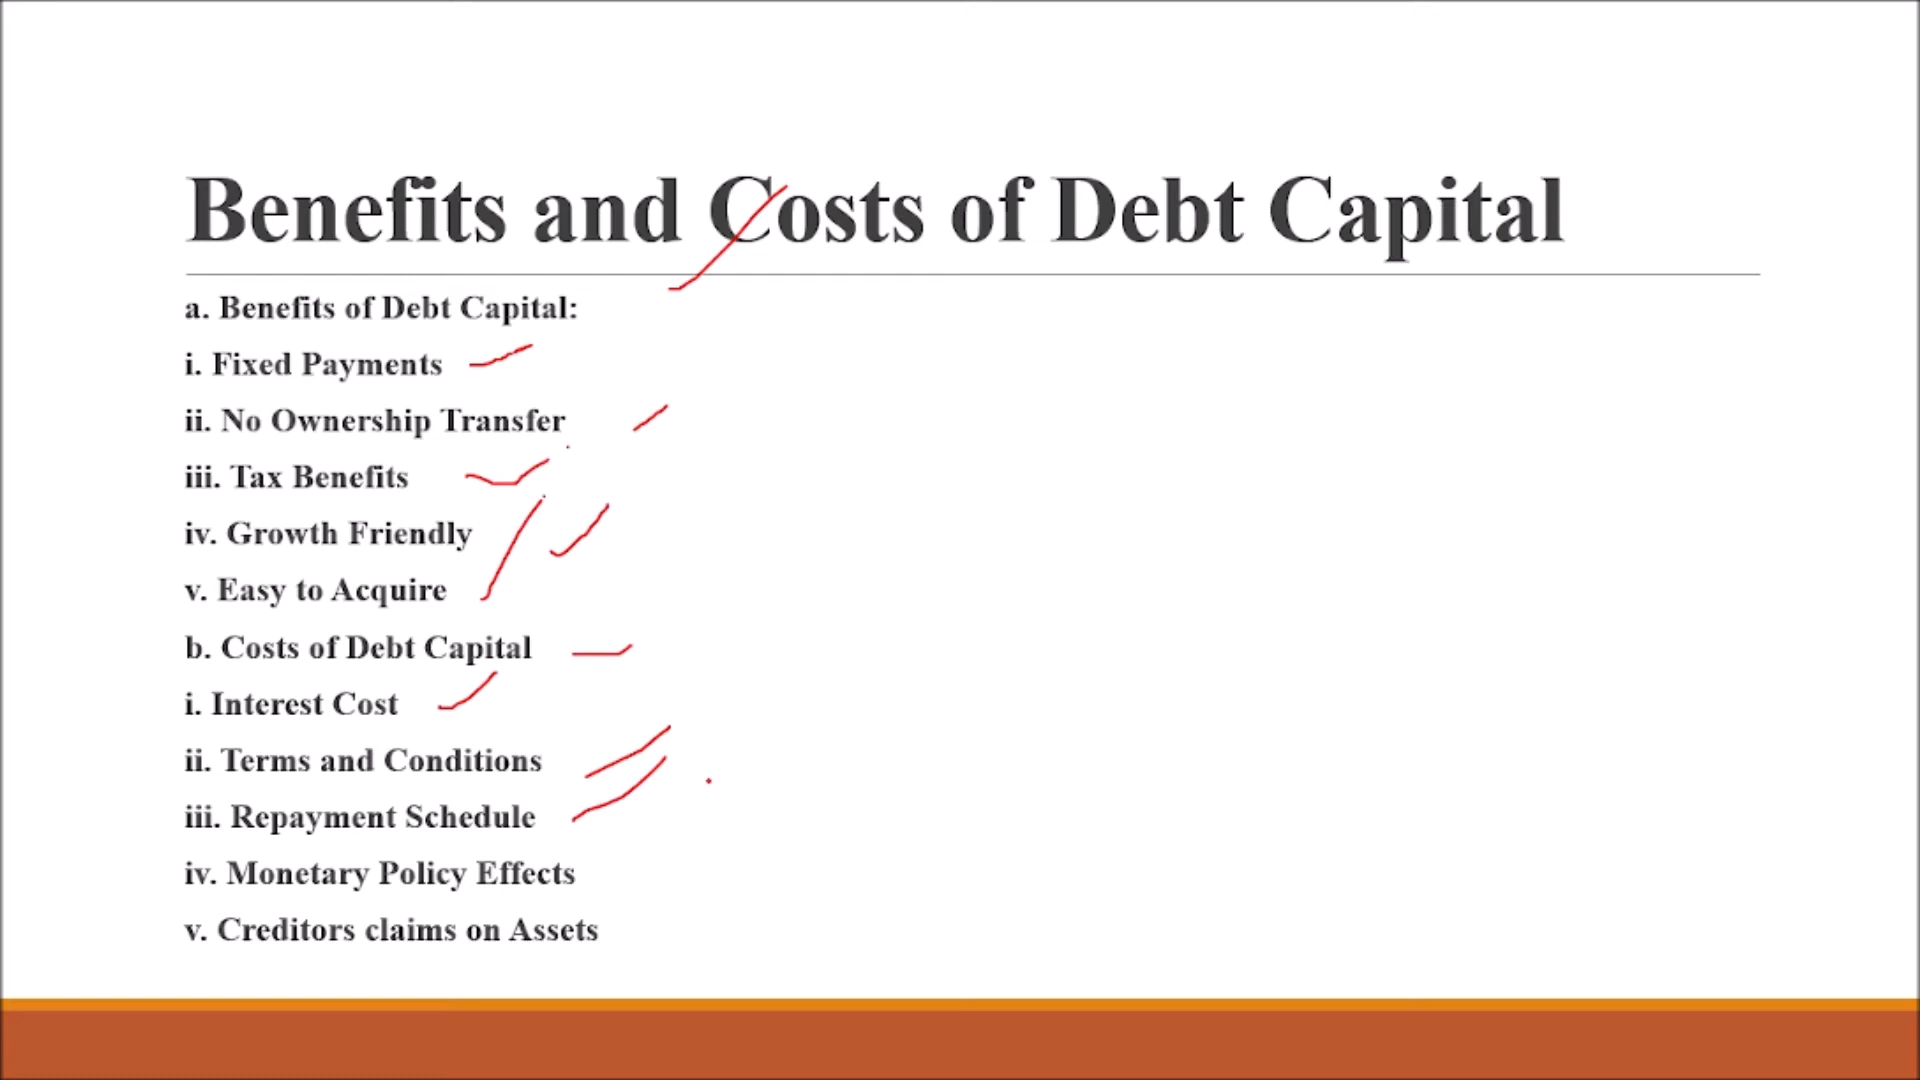 Benefits and Costs of Debt Capital
a. Benefits of Debt Capital:
i. Fixed Payments
ii. No Ownership Transfer
iii. Tax Benefits
iv. Growth Friendly
v. Easy to Acquire
b. Costs of Debt Capital
i. Interest Cost
ii. Terms and Conditions
iii. Repayment Schedule
iv. Monetary Policy Effects
v. Creditors claims on Assets